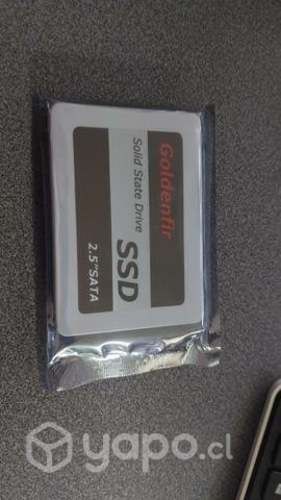 Goldenfir
Solid State Drive
SSD
2.5"SATA
yapo.cl